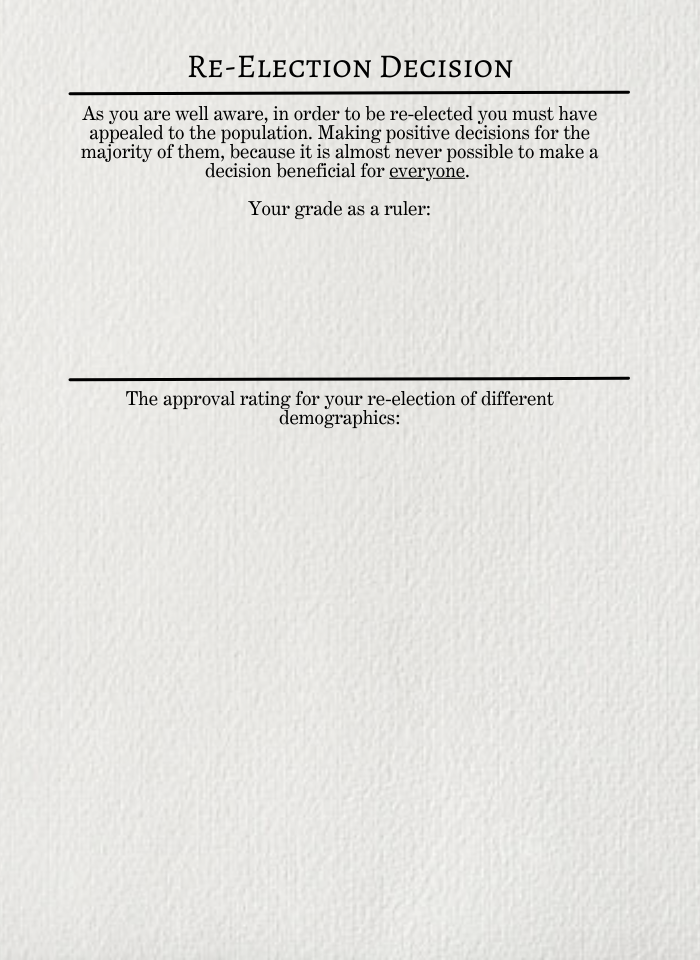 Re-Election Decision
As you are well aware, in order to be re-elected you must have
appealed to the population. Making positive decisions for the
majority of them, because it is almost never possible to make a
decision beneficial for everyone.
Your grade as a ruler:
The approval rating for your re-election of different
demographics: